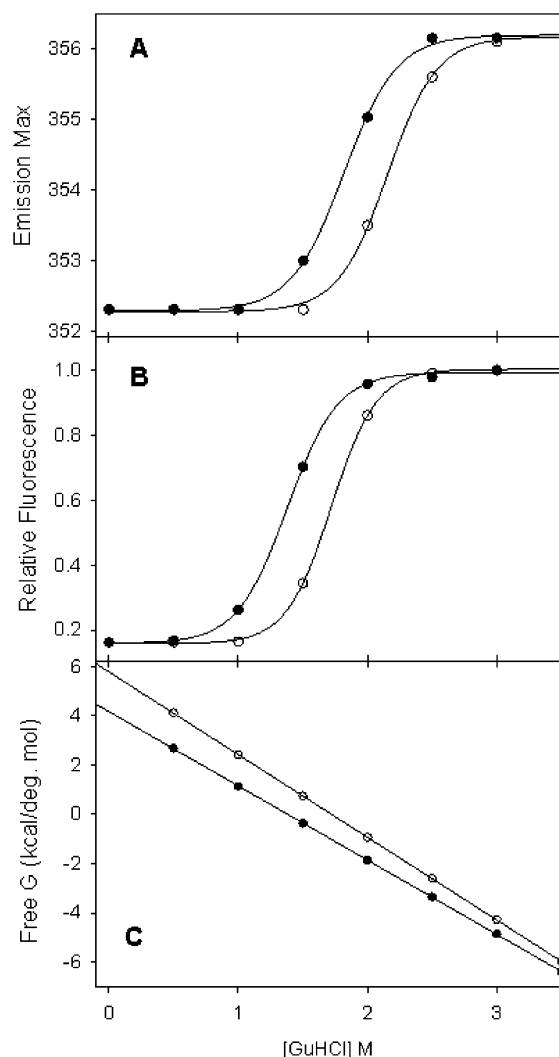 A
Emission Max
356
355
354
353
352
B
Relative Fluorescence
1.0
0.8
0.6
0.4
0.2
C
Free G (kcal/deg. mol)
6
4
2
0
-2
-4
-6
0 1 2 3
[GuHCl] M